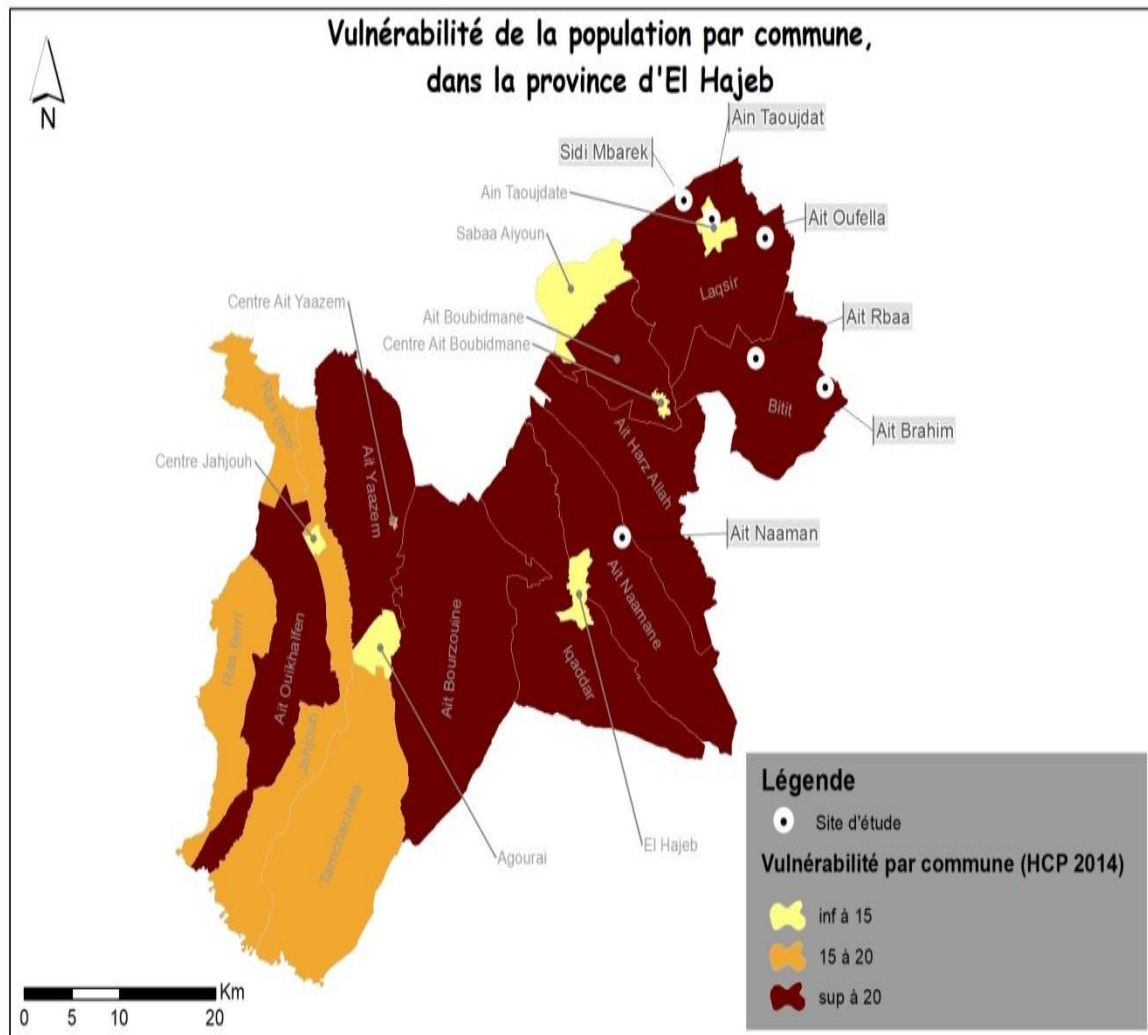 Vulnérabilité de la population par commune,
dans la province d'El Hajeb
N
Ain Taoujdat
Sidi Mbarek
Ain Taoujdate
Ait Oufella
Sabaa Aiyoun
Laqsir
Centre Ait Yaazem
Ait Boubidmane
Ait Rbaa
Centre Ait Boubidmane
Bitit
Ras Ijerri
Ait Harz Allah
Ait Brahim
Centre Jahjouh
Ait Yaazem
Ait Naaman
Ait Naamane
Ras Ijerri
Ait Ouikhalfen
Ait Bourzouine
Iqaddar
Jahjouh
Tamchachate
Agourai
El Hajeb
Légende
Site d'étude
Vulnérabilité par commune (HCP 2014)
inf à 15
15 à 20
sup à 20
Km
0 5 10 20